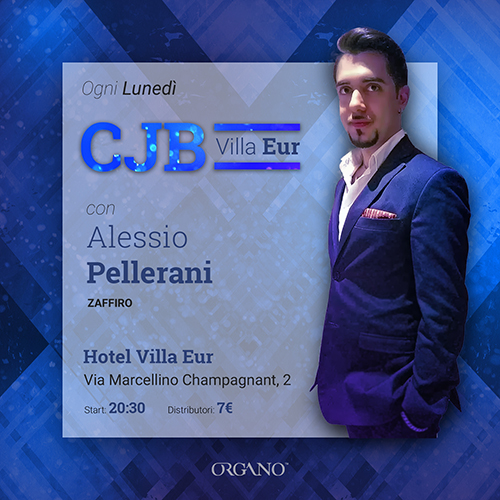 Ogni Lunedì
CJB Villa Eur
con
Alessio
Pellerani
ZAFFIRO
Hotel Villa Eur
Via Marcellino Champagnant, 2
Start: 20:30 Distributori: 7€
ORGANO™